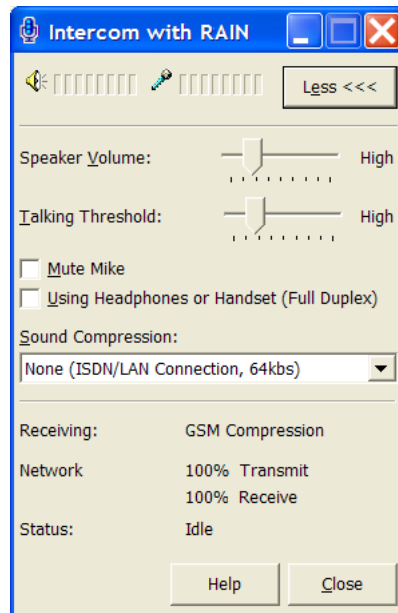 Intercom with RAIN
Less <<<
Speaker Volume: High
Talking Threshold: High
Mute Mike
Using Headphones or Handset (Full Duplex)
Sound Compression:
None (ISDN/LAN Connection, 64kbs)
Receiving: GSM Compression
Network 100% Transmit
100% Receive
Status: Idle
Help Close